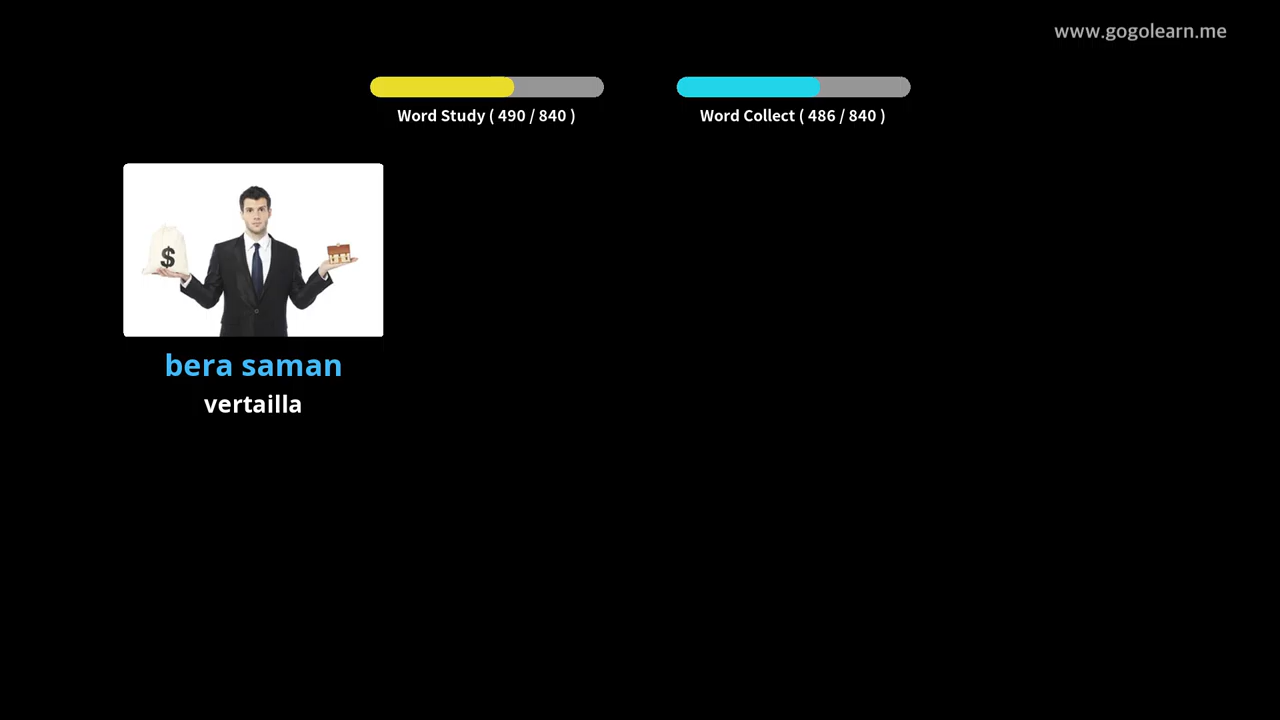 www.gogolearn.me
Word Study ( 490 / 840 )
Word Collect ( 486 / 840 )
$
bera saman
vertailla